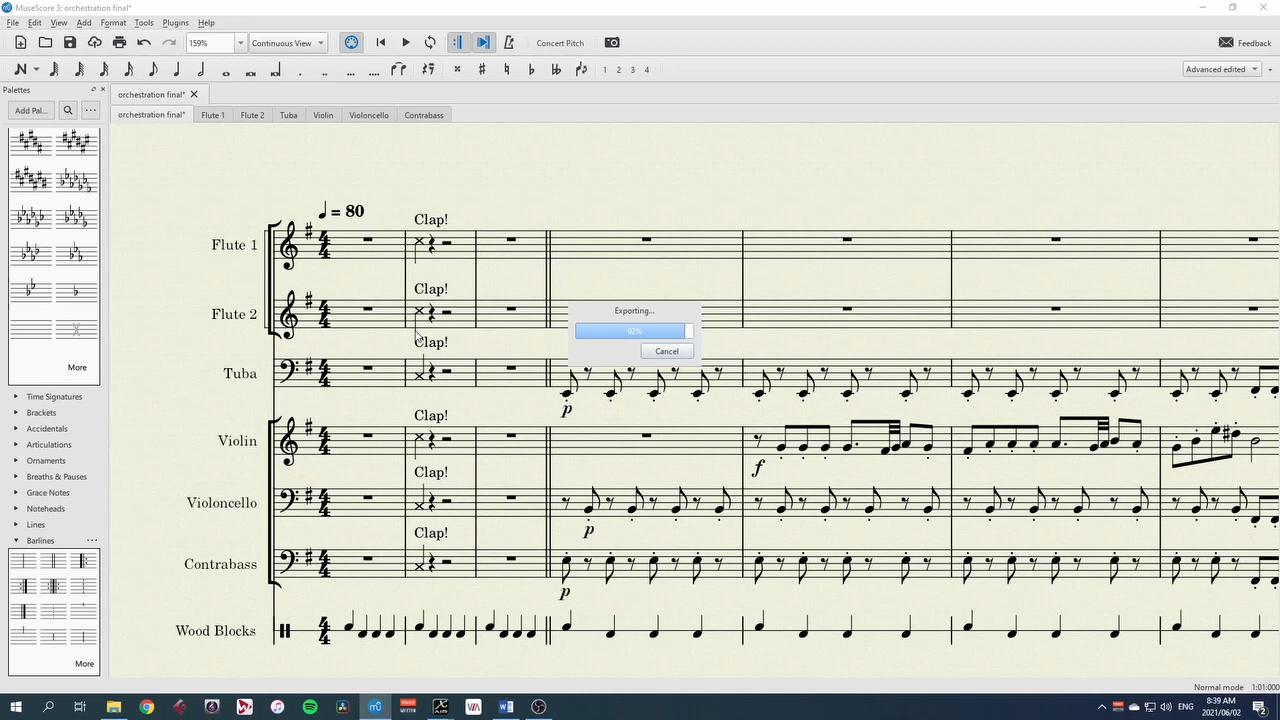 MuseScore 3: orchestration final*
File Edit View Add Format Tools Plugins Help
159% Continuous View Concert Pitch Feedback
1 2 3 4 Advanced edited
Palettes
orchestration final*
Add Pal... ...
orchestration final* Flute 1 Flute 2 Tuba Violin Violoncello Contrabass
= 80
Clap!
Flute 1
Clap!
Flute 2
Exporting...
92%
Cancel
Clap!
Tuba
p
More
Time Signatures
Brackets
Accidentals
Articulations
Ornaments
Breaths & Pauses
Grace Notes
Noteheads
Lines
Barlines ...
More
Clap!
Violin
f
Clap!
Violoncello
p
Clap!
Contrabass
p
Wood Blocks
Normal mode 1:01:000
ENG 8:39 AM
2021/06/02